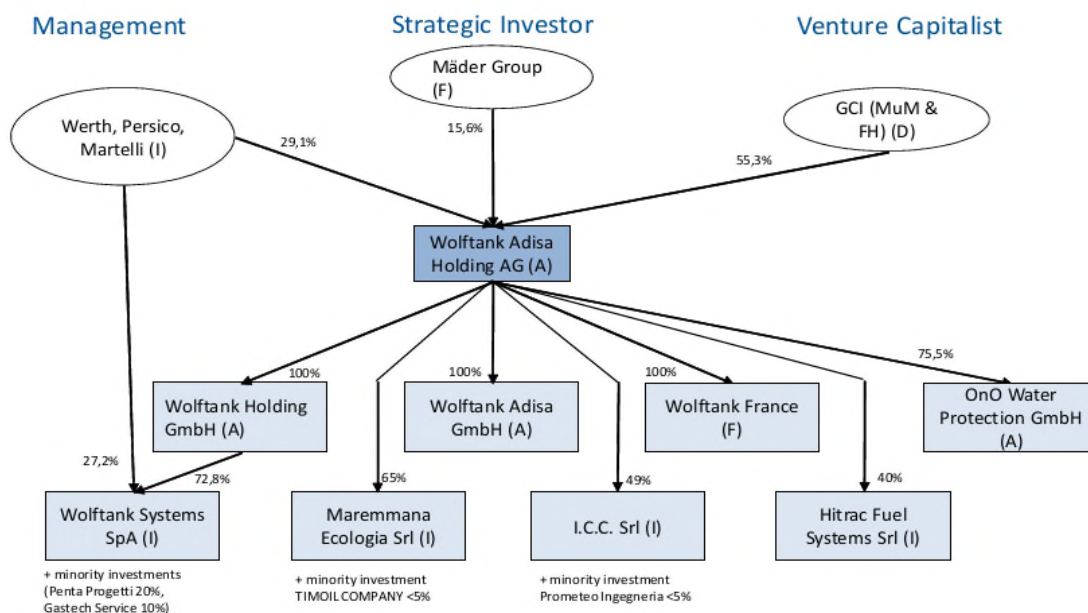 Management
Strategic Investor
Venture Capitalist
Mäder Group
(F)
GCI (MuM &
FH) (D)
Werth, Persico,
Martelli (I)
29,1%
15,6%
55,3%
Wolftank Adisa
Holding AG (A)
100%
100%
100%
75,5%
Wolftank Holding
GmbH (A)
Wolftank Adisa
GmbH (A)
Wolftank France
(F)
OnO Water
Protection GmbH
(A)
27,2%
72,8%
65%
49%
40%
Wolftank Systems
SpA (I)
Maremmana
Ecologia Srl (I)
I.C.C. Srl (I)
Hitrac Fuel
Systems Srl (I)
+ minority investments
(Penta Progetti 20%,
Gastech Service 10%)
+ minority investment
TIMOIL COMPANY <5%
+ minority investment
Prometeo Ingegneria <5%